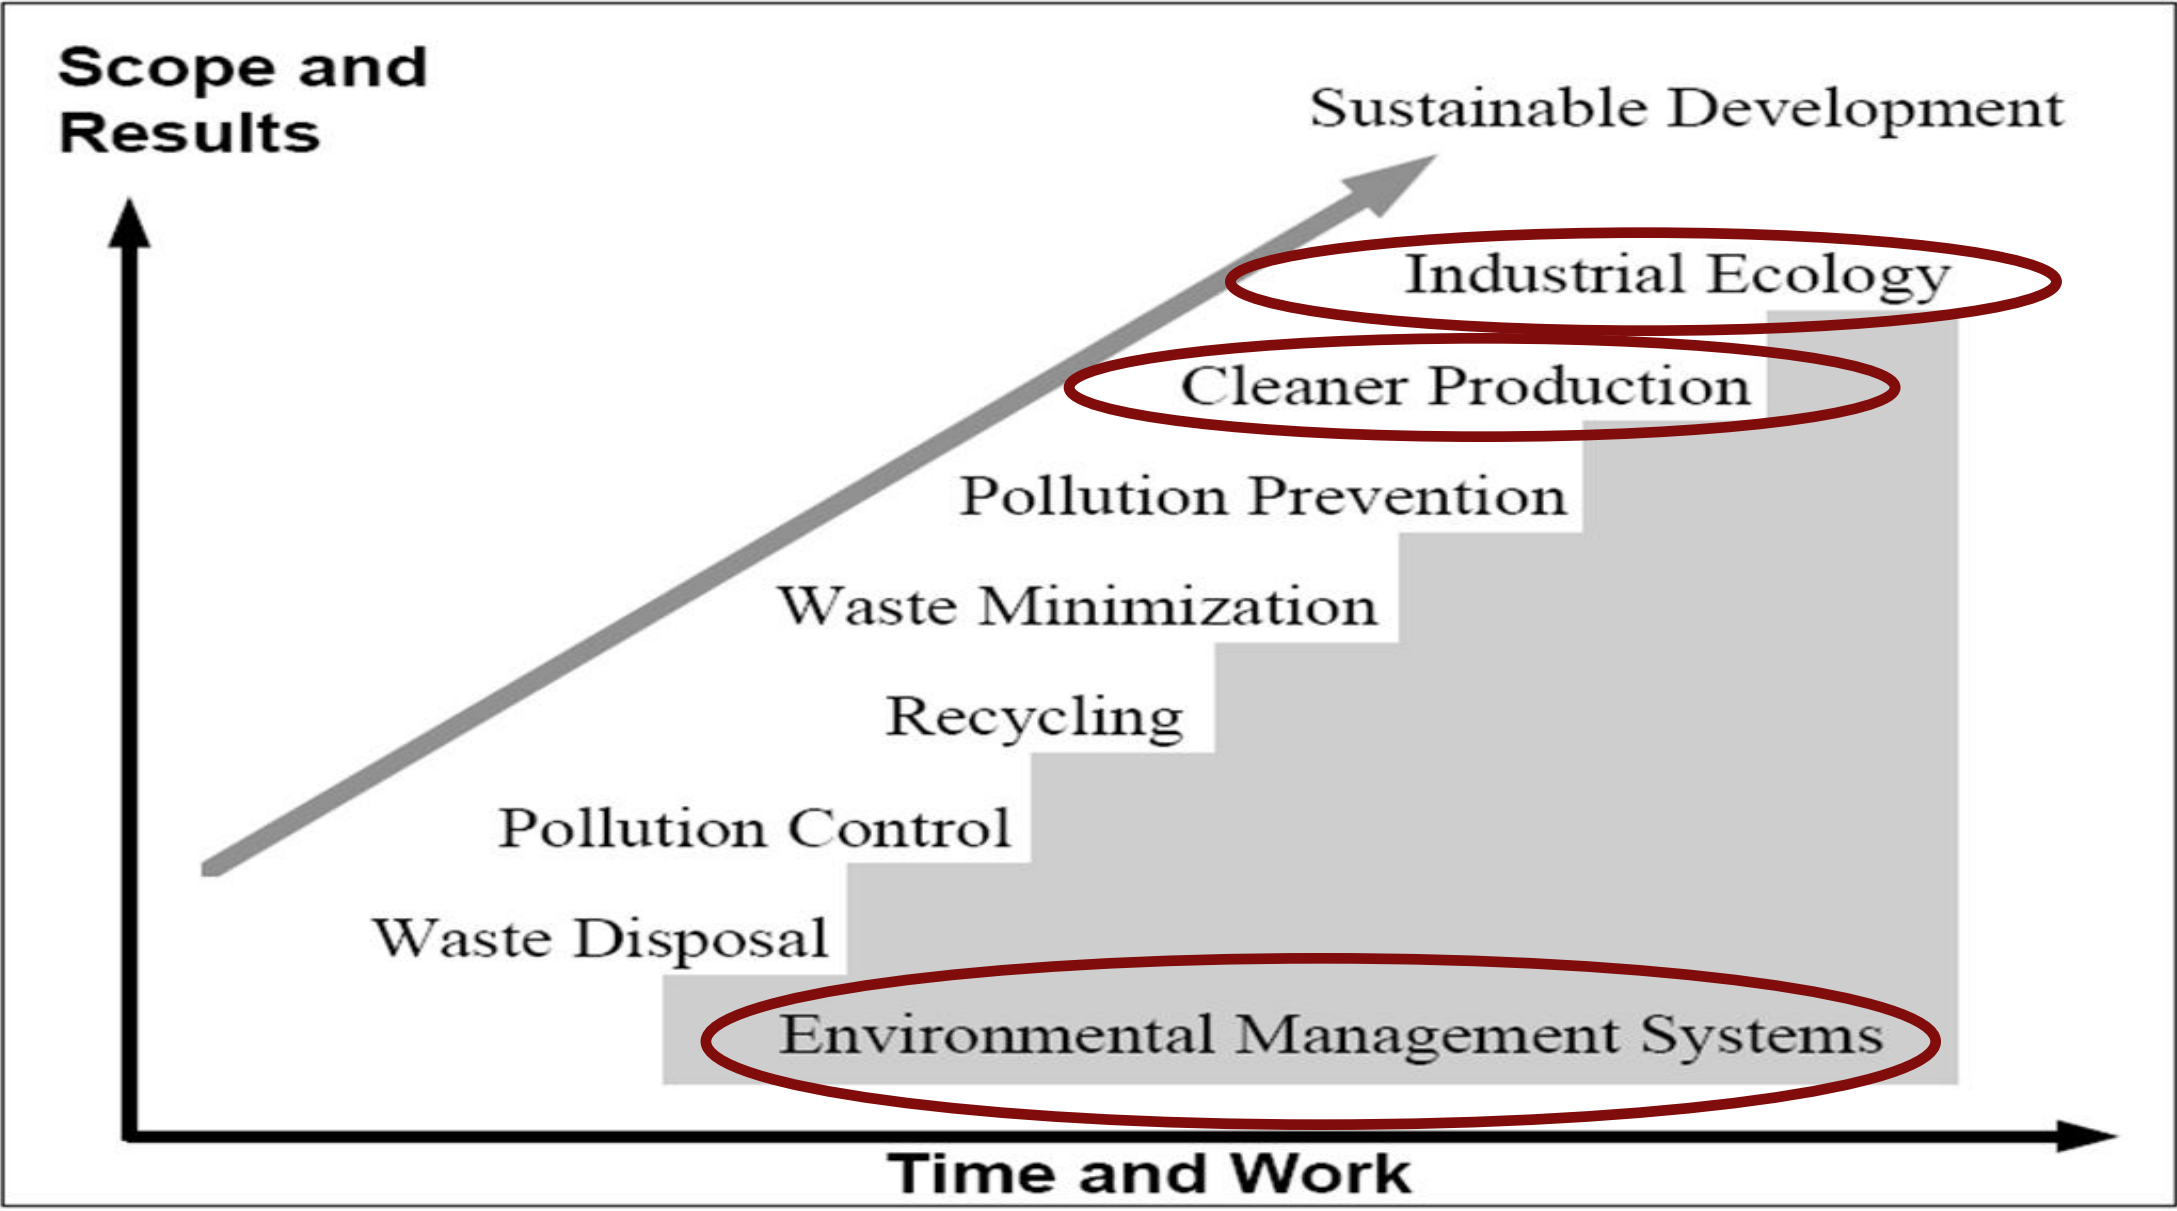 Scope and
Results
Sustainable Development
Industrial Ecology
Cleaner Production
Pollution Prevention
Waste Minimization
Recycling
Pollution Control
Waste Disposal
Environmental Management Systems
Time and Work